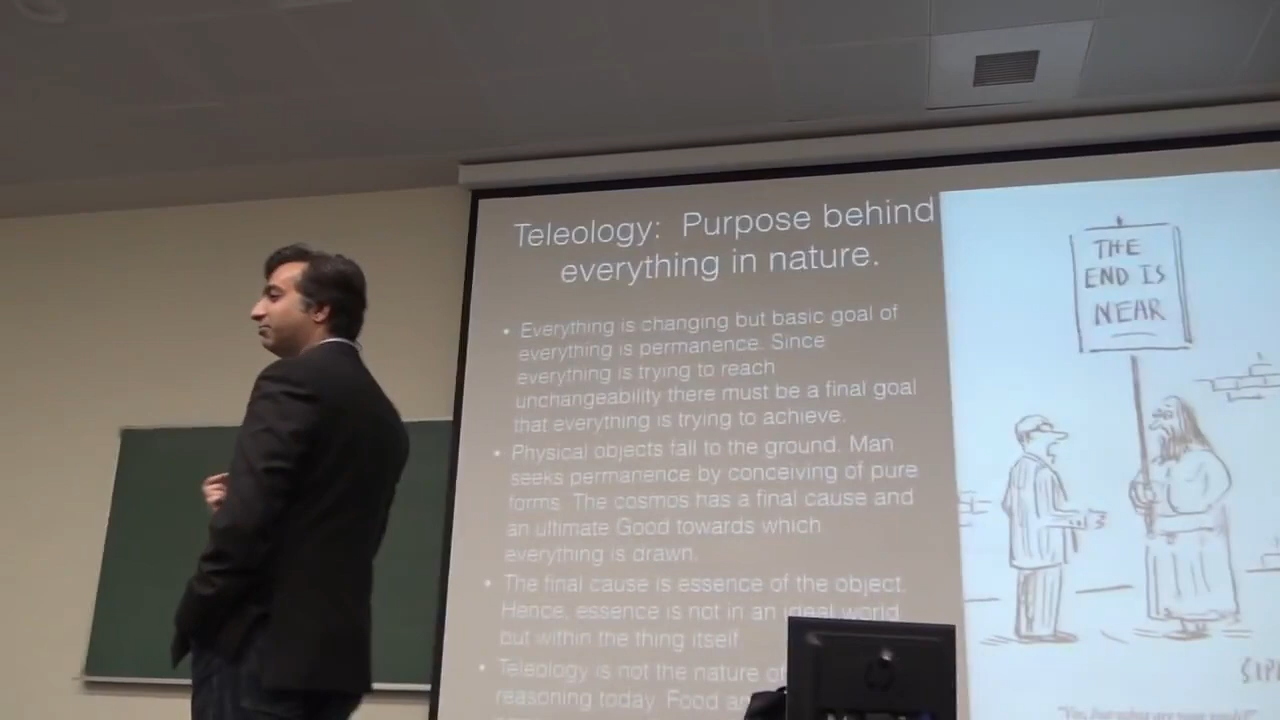 Teleology: Purpose behind
everything in nature.
• Everything is changing but basic goal of
everything is permanence. Since
everything is trying to reach
unchangeability there must be a final goal
that everything is trying to achieve.
• Physical objects fall to the ground. Man
seeks permanence by conceiving of pure
forms. The cosmos has a final cause and
an ultimate Good towards which
everything is drawn.
• The final cause is essence of the object.
Hence, essence is not in an ideal world
but within the thing itself
• Teleology is not the nature of
reasoning today. Food
THE
END IS
NEAR
hp